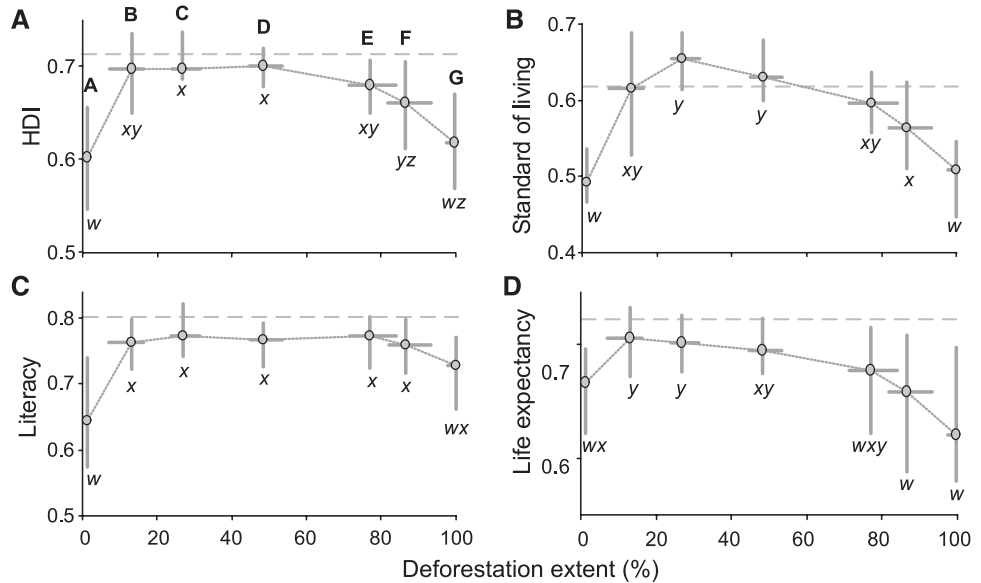 A
B
C
D
E
F
G
A
0.7
0.6
0.5
HDI
w
xy
x
x
xy
yz
wz
B
0.7
0.6
0.5
0.4
Standard of living
w
xy
y
y
xy
x
w
C
0.8
0.7
0.6
0.5
Literacy
w
x
x
x
x
x
wx
0 20 40 60 80 100
D
0.7
0.6
Life expectancy
wx
y
y
xy
wxy
w
w
0 20 40 60 80 100
Deforestation extent (%)